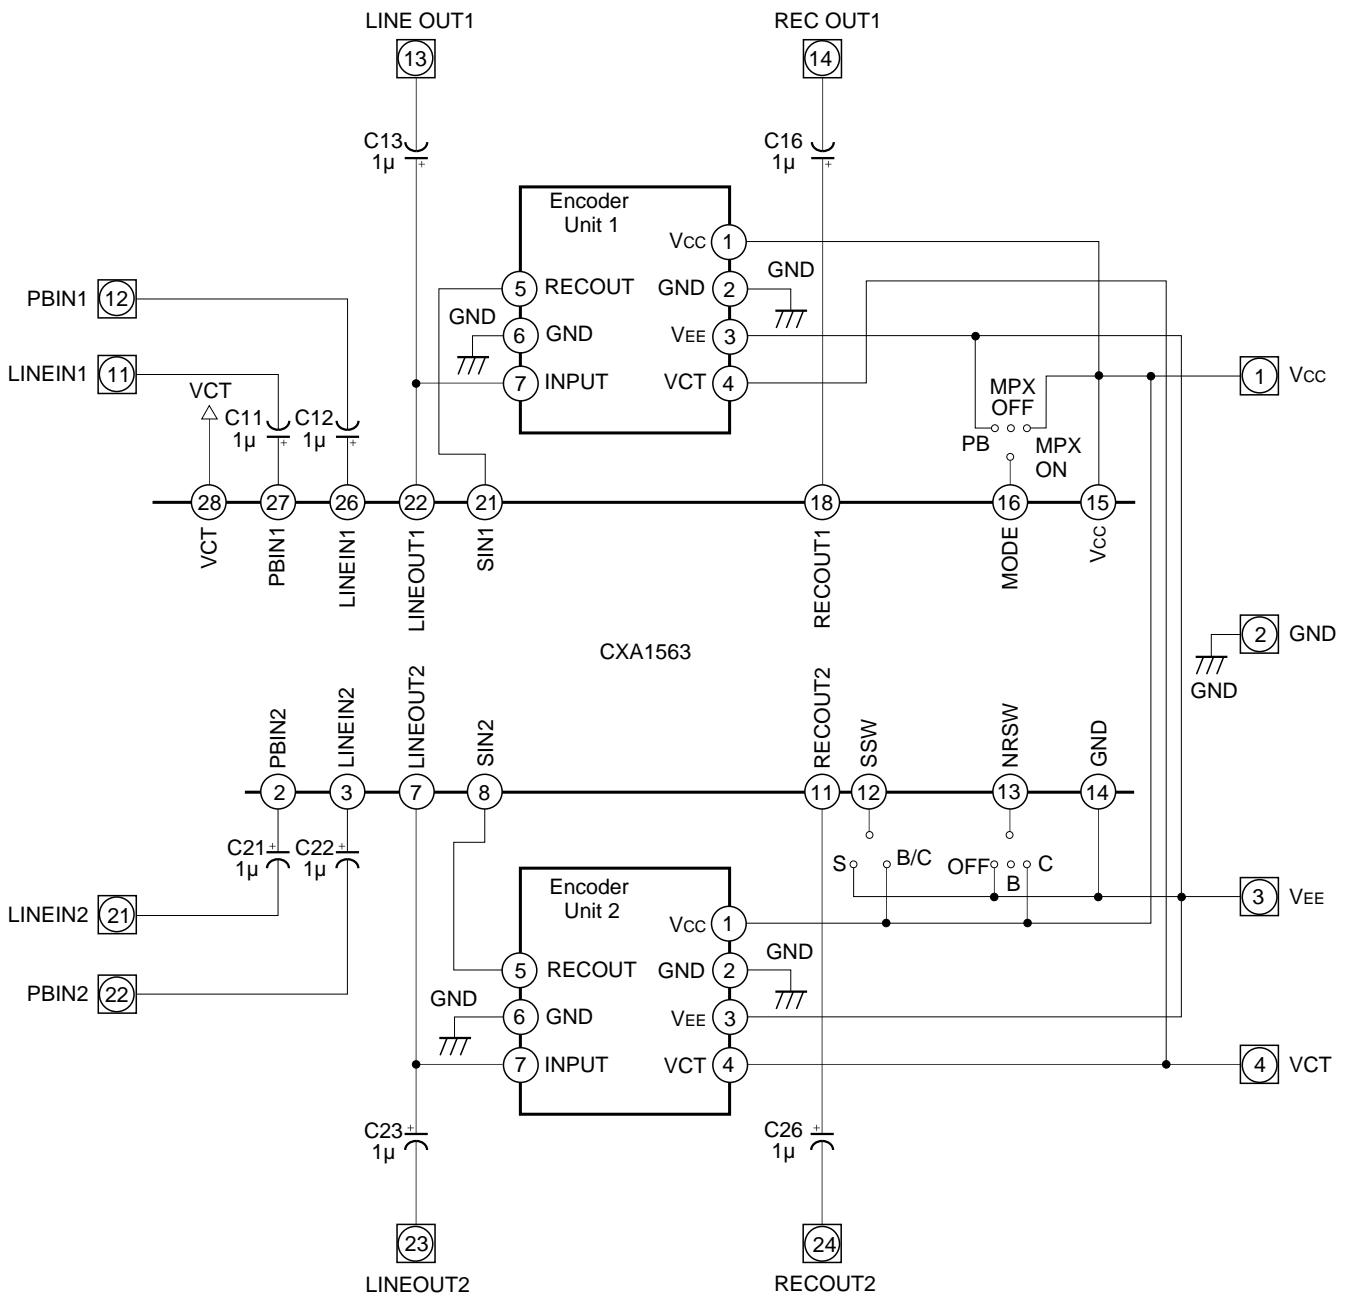 LINE OUT1
REC OUT1
13
14
C13
1µ
+
C16
1µ
+
Encoder
Unit 1
VCC 1
GND 2
VEE 3
VCT 4
5 RECOUT
6 GND
7 INPUT
GND
GND
PBIN1 12
LINEIN1 11
VCT
C11
1µ
+
C12
1µ
+
MPX
OFF
PB
MPX
ON
1 VCC
28
27
26
22
21
18
16
15
VCT
PBIN1
LINEIN1
LINEOUT1
SIN1
RECOUT1
MODE
VCC
CXA1563
2 GND
GND
PBIN2
LINEIN2
LINEOUT2
SIN2
RECOUT2
SSW
NRSW
GND
2
3
7
8
11
12
13
14
C21
1µ
+
C22
1µ
+
S
B/C
OFF
B
C
LINEIN2 21
PBIN2 22
3 VEE
Encoder
Unit 2
VCC 1
GND 2
VEE 3
VCT 4
5 RECOUT
6 GND
7 INPUT
GND
GND
4 VCT
C23
1µ
+
C26
1µ
+
23
24
LINEOUT2
RECOUT2